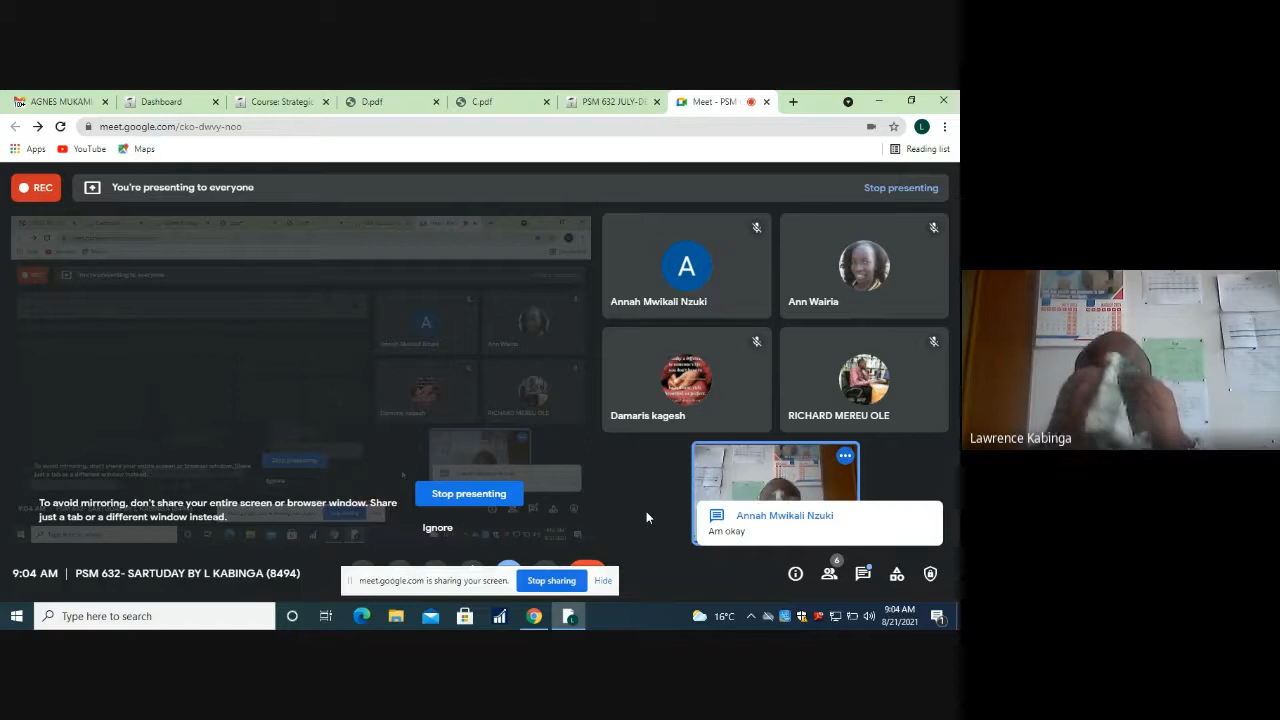 AGNES MUKAMI
Dashboard
Course: Strategic
D.pdf
C.pdf
PSM 632 JULY-DE
Meet - PSM
meet.google.com/cko-dwvy-noo
L
Apps
YouTube
Maps
Reading list
REC
You're presenting to everyone
Stop presenting
A
Annah Mwikali Nzuki
Ann Wairia
Damaris kagesh
RICHARD MEREU OLE
Lawrence Kabinga
To avoid mirroring, don't share your entire screen or browser window. Share
just a tab or a different window instead.
Stop presenting
Ignore
Annah Mwikali Nzuki
Am okay
6
9:04 AM | PSM 632- SARTUDAY BY L KABINGA (8494)
meet.google.com is sharing your screen.
Stop sharing
Hide
Type here to search
16°C
9:04 AM
8/21/2021